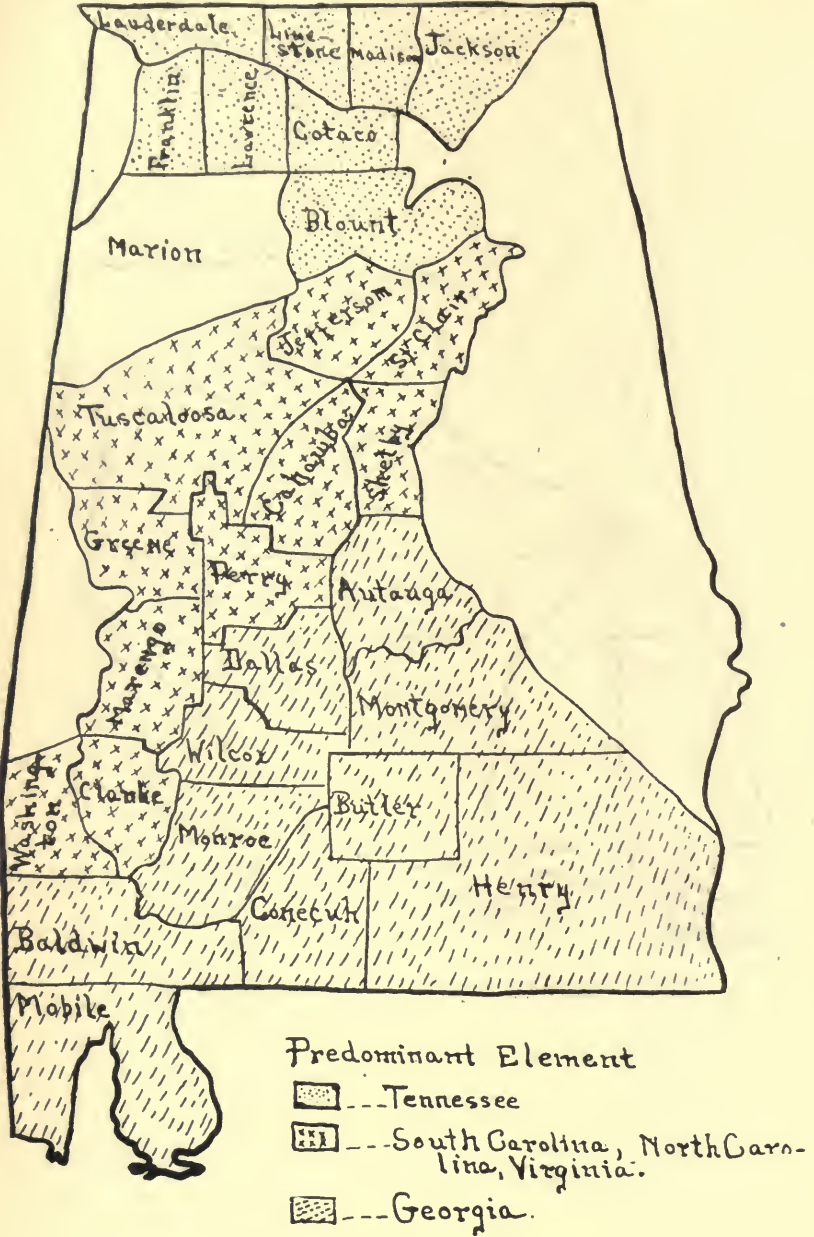 Lauderdale
Lime-
stone
Madison
Jackson
Franklin
Lawrence
Cotaco
Marion
Blount
Jefferson
St. Clair
Tuscaloosa
Cahawba
Shelby
Greene
Perry
Autauga
Marengo
Dallas
Montgomery
Wilcox
Washing
ton
Clarke
Monroe
Butler
Conecuh
Henry
Baldwin
Mobile
Predominant Element
---Tennessee
---South Carolina, North Caro-
lina, Virginia.
---Georgia.